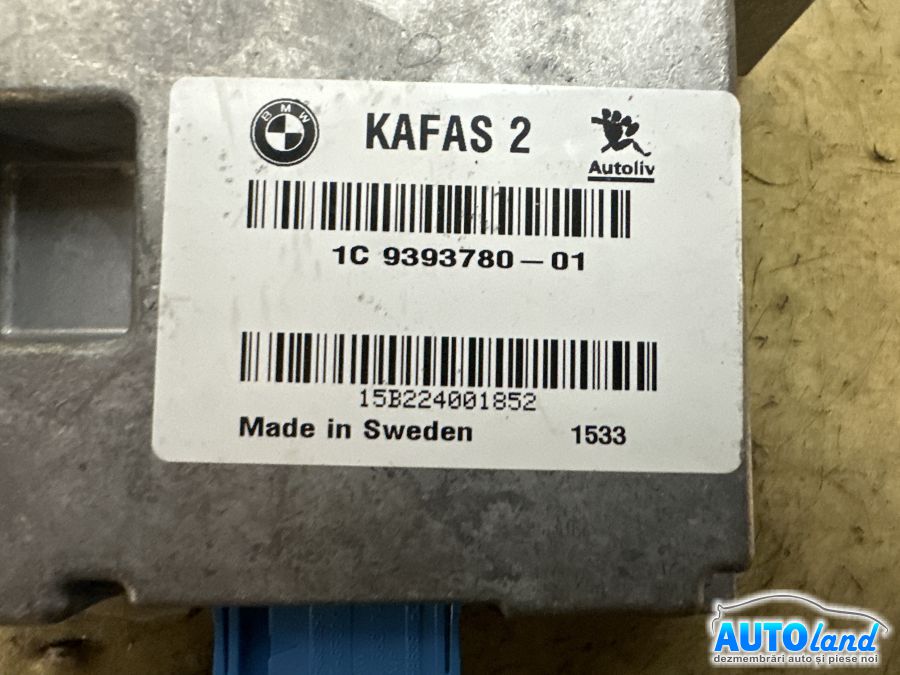 BMW
KAFAS 2
Autoliv
1C 9393780-01
15B224001852
Made in Sweden 1533
AUTOland
dezmembrări auto și piese noi